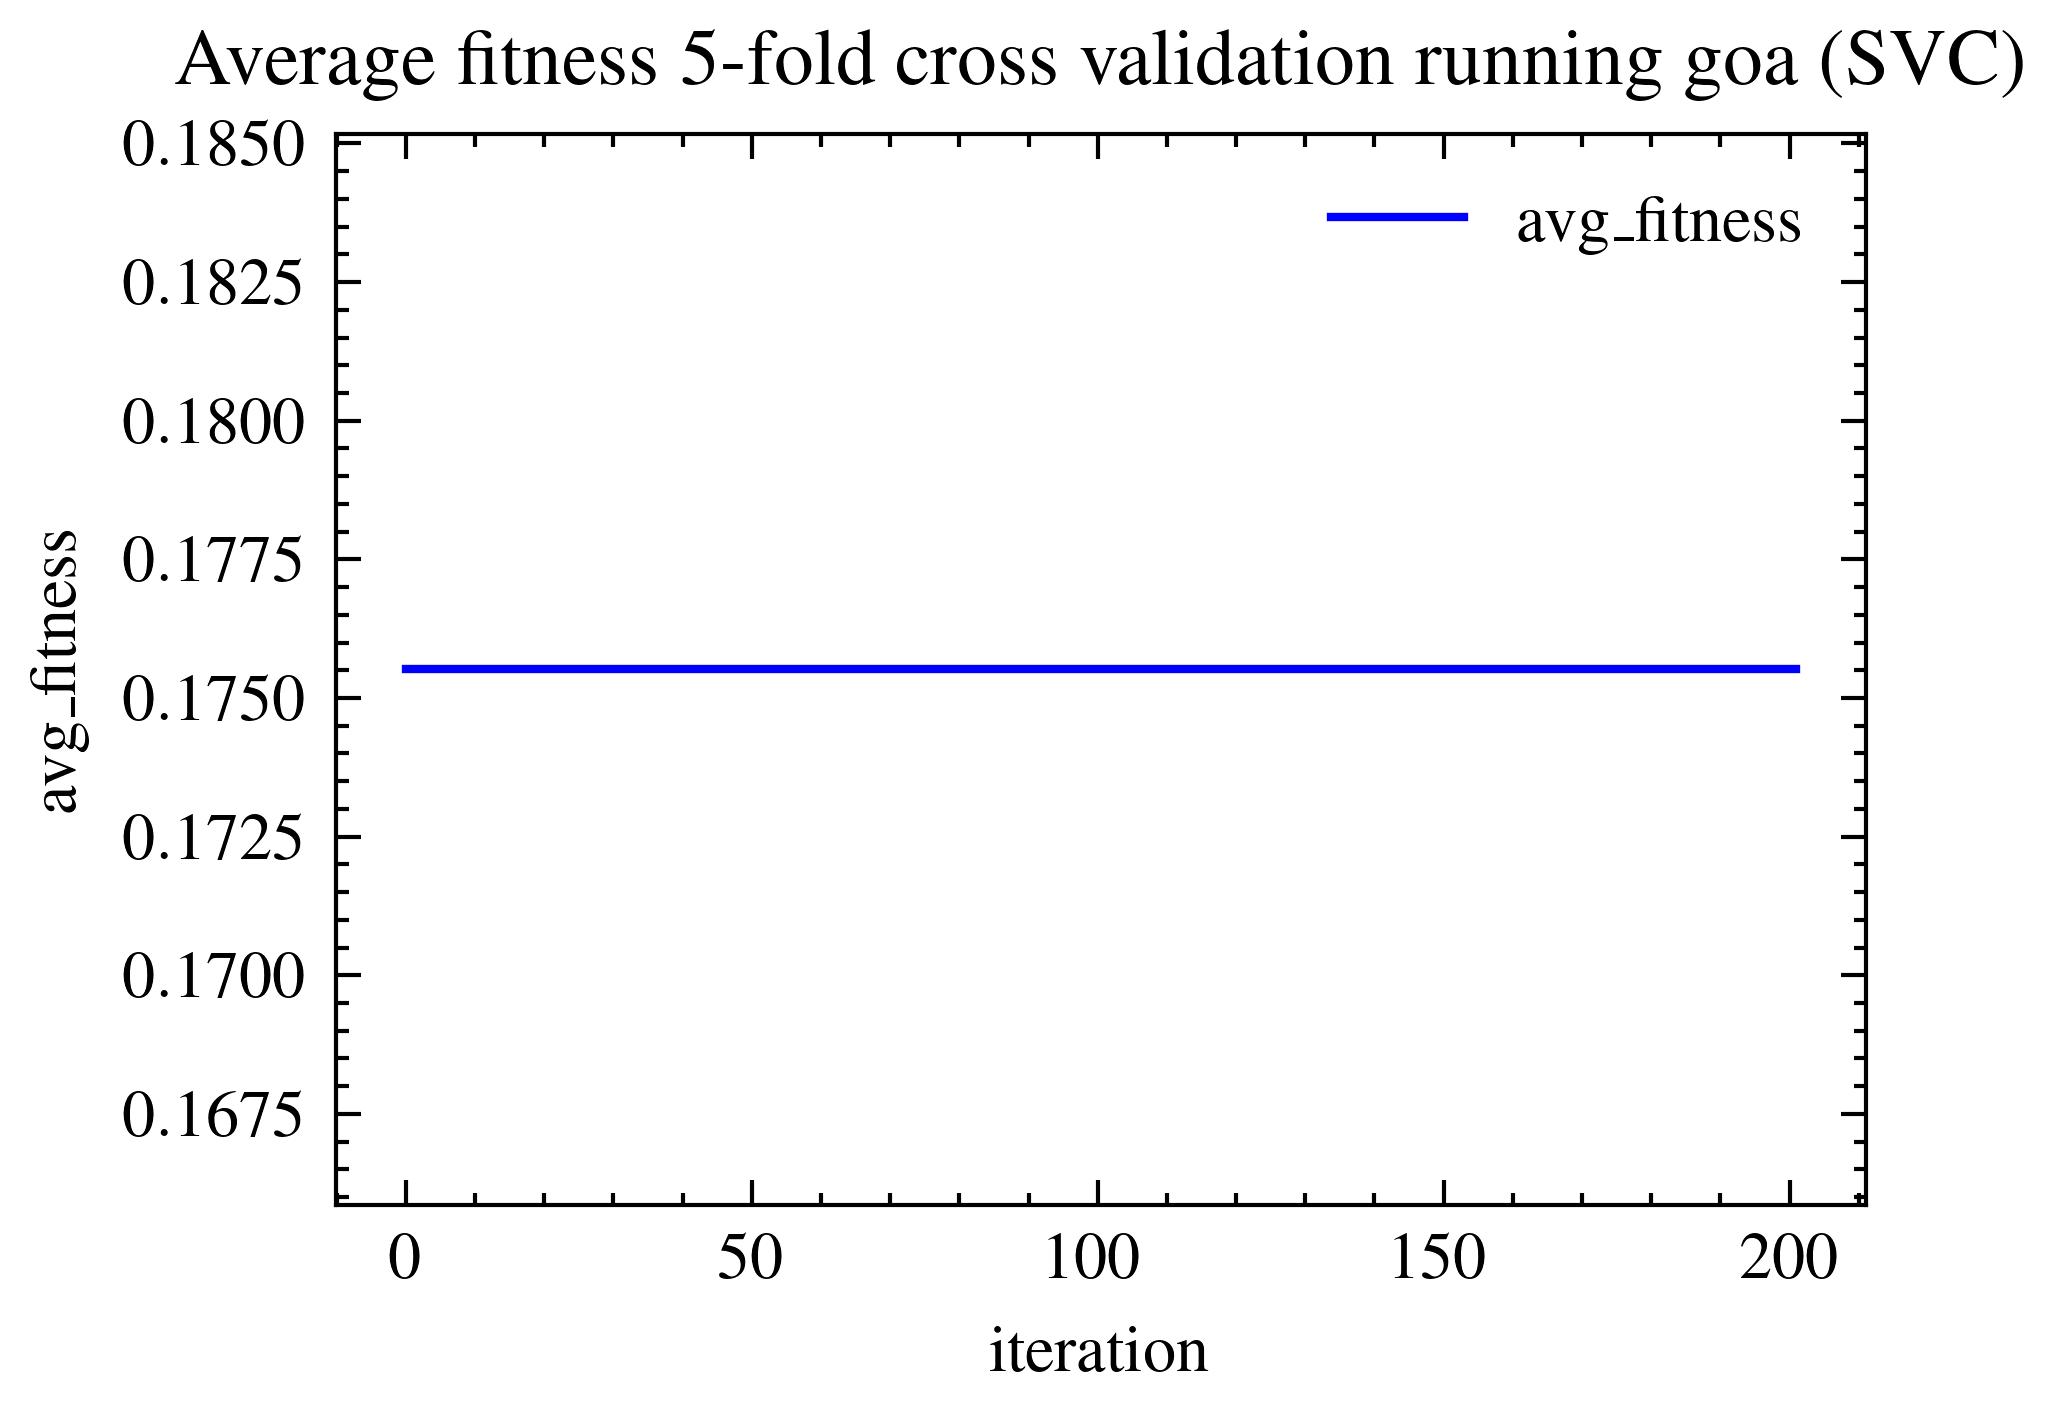 Average fitness 5-fold cross validation running goa (SVC)
0.1850
avg_fitness
0.1825
0.1800
0.1775
avg_fitness
0.1750
0.1725
0.1700
0.1675
0 50 100 150 200
iteration